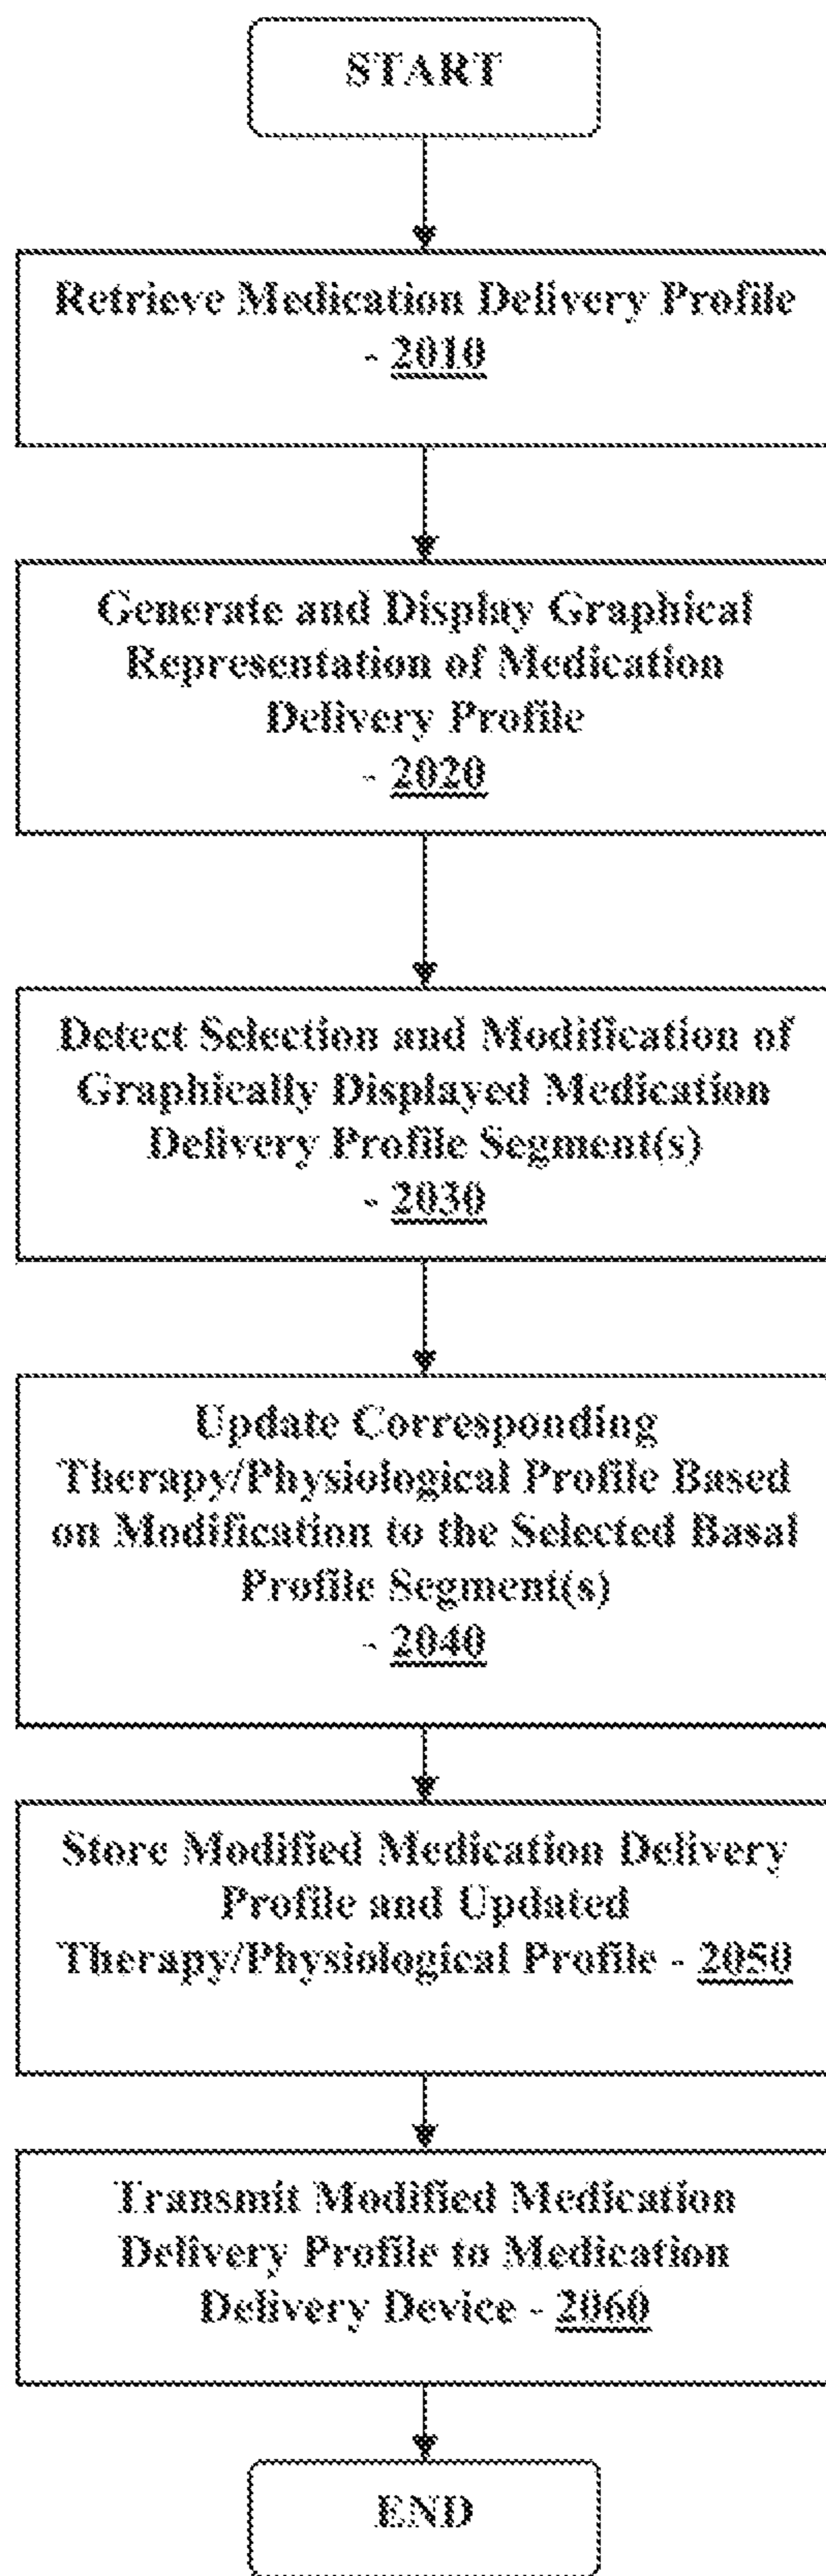 START
Retrieve Medication Delivery Profile
- 2010
Generate and Display Graphical
Representation of Medication
Delivery Profile
- 2020
Detect Selection and Modification of
Graphically Displayed Medication
Delivery Profile Segment(s)
- 2030
Update Corresponding
Therapy/Physiological Profile Based
on Modification to the Selected Basal
Profile Segment(s)
- 2040
Store Modified Medication Delivery
Profile and Updated
Therapy/Physiological Profile - 2050
Transmit Modified Medication
Delivery Profile to Medication
Delivery Device - 2060
END